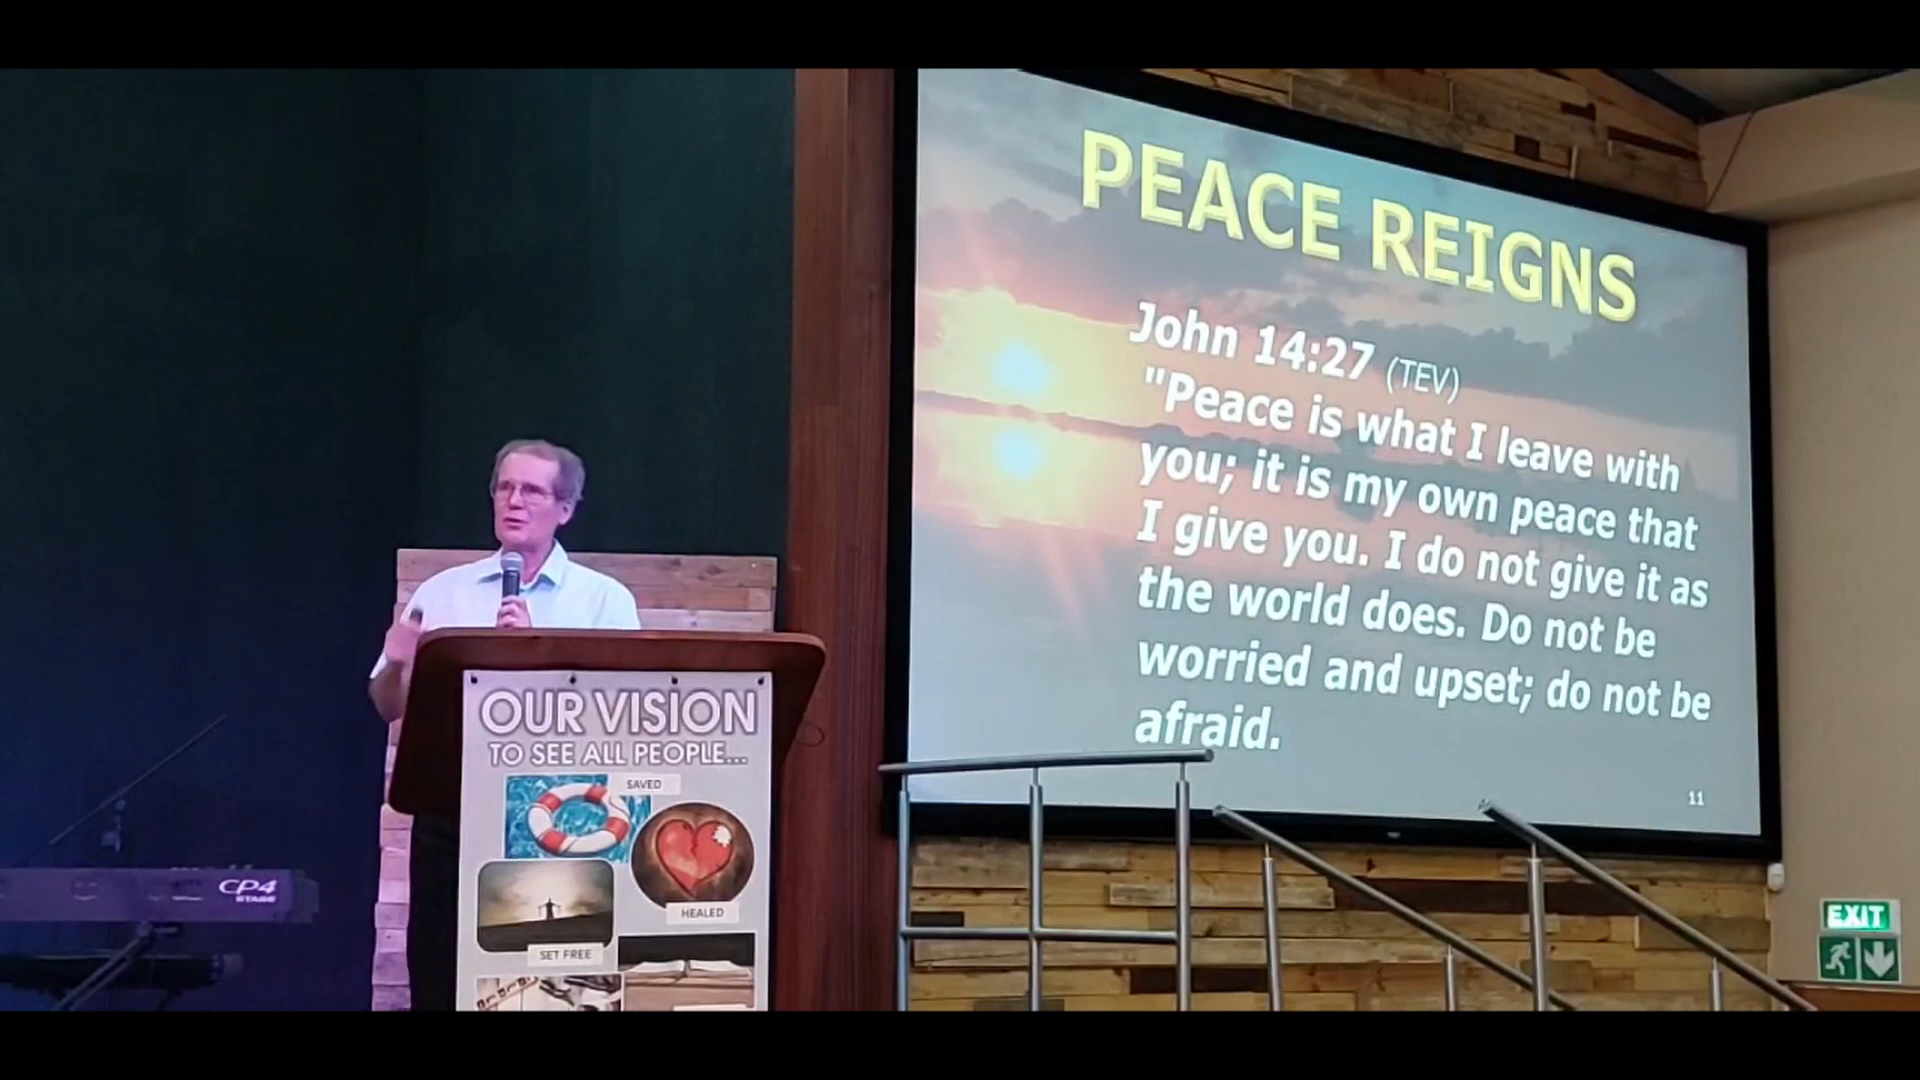 PEACE REIGNS
John 14:27 (TEV)
"Peace is what I leave with
you; it is my own peace that
I give you. I do not give it as
the world does. Do not be
worried and upset; do not be
afraid.
11
OUR VISION
TO SEE ALL PEOPLE...
SAVED
HEALED
SET FREE
CP4
STAGE
EXIT